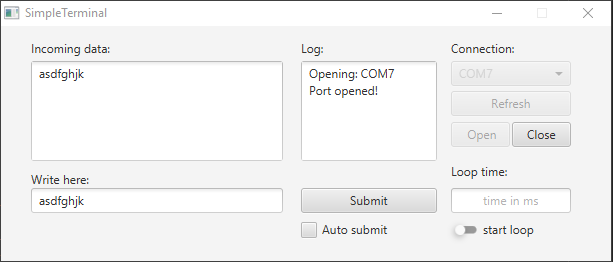 SimpleTerminal
Incoming data:
asdfghjk
Log:
Opening: COM7
Port opened!
Connection:
COM7
Refresh
Open Close
Write here:
asdfghjk
Submit
Auto submit
Loop time:
time in ms
start loop